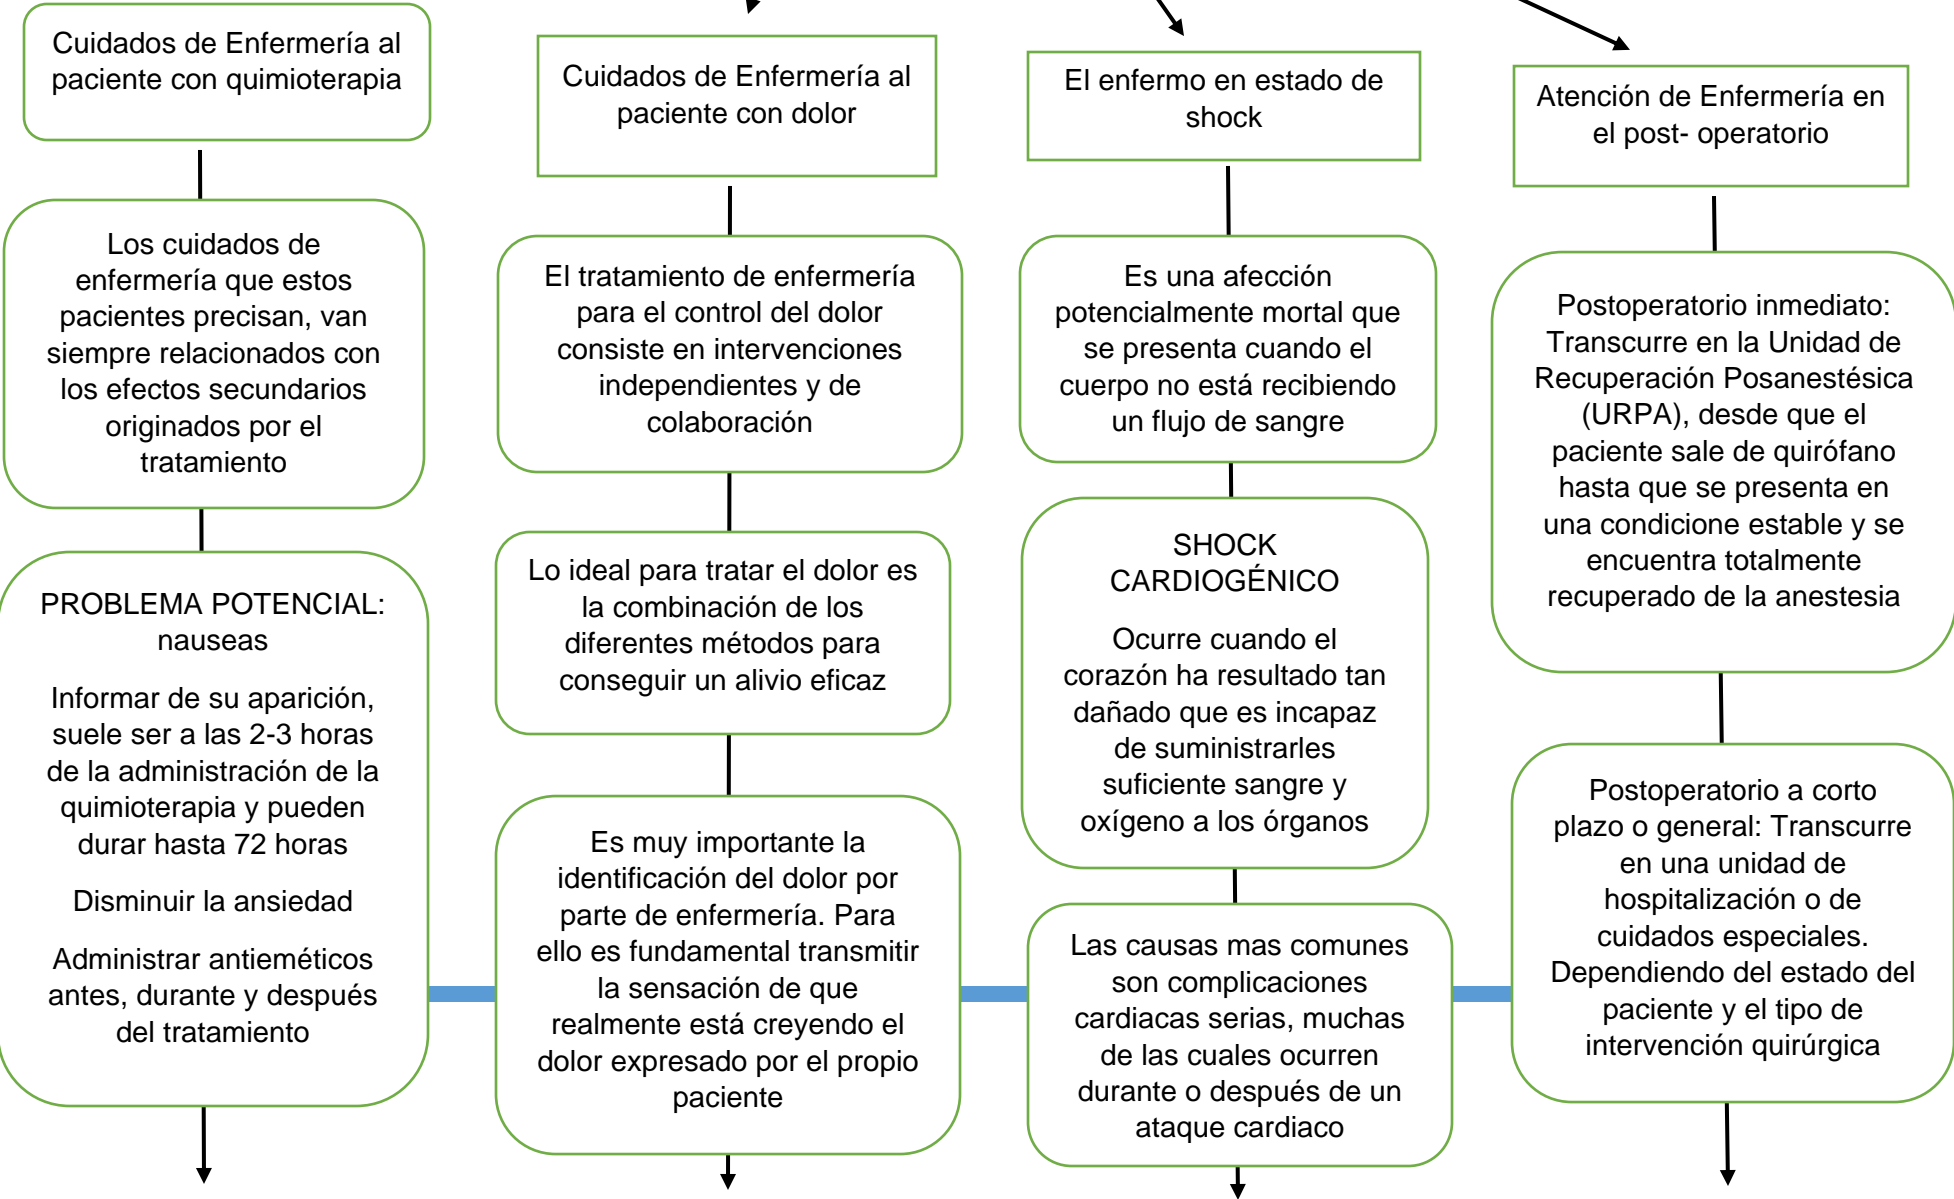 Cuidados de Enfermería al
paciente con quimioterapia
Los cuidados de
enfermería que estos
pacientes precisan, van
siempre relacionados con
los efectos secundarios
originados por el
tratamiento
PROBLEMA POTENCIAL:
nauseas
Informar de su aparición,
suele ser a las 2-3 horas
de la administración de la
quimioterapia y pueden
durar hasta 72 horas
Disminuir la ansiedad
Administrar antieméticos
antes, durante y después
del tratamiento
Cuidados de Enfermería al
paciente con dolor
El tratamiento de enfermería
para el control del dolor
consiste en intervenciones
independientes y de
colaboración
Lo ideal para tratar el dolor es
la combinación de los
diferentes métodos para
conseguir un alivio eficaz
Es muy importante la
identificación del dolor por
parte de enfermería. Para
ello es fundamental transmitir
la sensación de que
realmente está creyendo el
dolor expresado por el propio
paciente
El enfermo en estado de
shock
Es una afección
potencialmente mortal que
se presenta cuando el
cuerpo no está recibiendo
un flujo de sangre
SHOCK
CARDIOGÉNICO
Ocurre cuando el
corazón ha resultado tan
dañado que es incapaz
de suministrarles
suficiente sangre y
oxígeno a los órganos
Las causas mas comunes
son complicaciones
cardiacas serias, muchas
de las cuales ocurren
durante o después de un
ataque cardiaco
Atención de Enfermería en
el post- operatorio
Postoperatorio inmediato:
Transcurre en la Unidad de
Recuperación Posanestésica
(URPA), desde que el
paciente sale de quirófano
hasta que se presenta en
una condicione estable y se
encuentra totalmente
recuperado de la anestesia
Postoperatorio a corto
plazo o general: Transcurre
en una unidad de
hospitalización o de
cuidados especiales.
Dependiendo del estado del
paciente y el tipo de
intervención quirúrgica